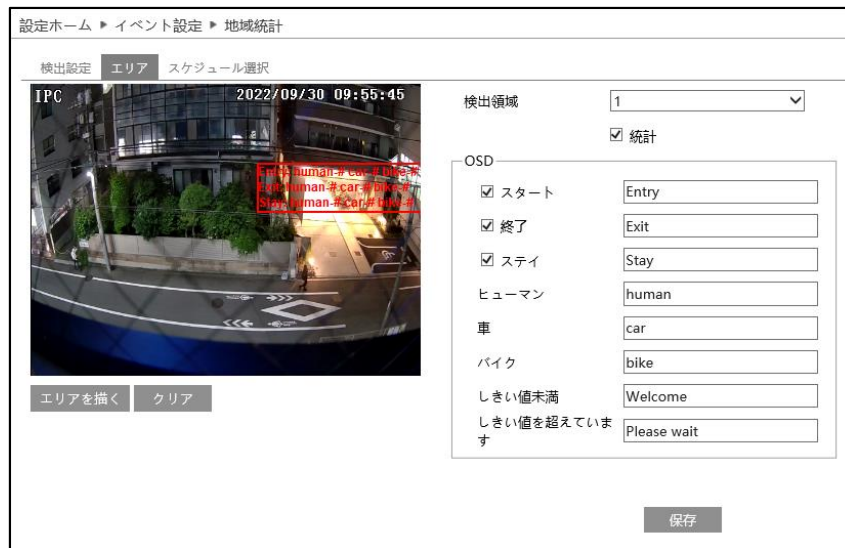 設定ホーム ▶ イベント設定 ▶ 地域統計
検出設定 エリア スケジュール選択
IPC 2022/09/30 09:55:45
Entry-human-# car-# bike-#
Exit-human-# car-# bike-#
Stay-human-# car-# bike-#
エリアを描く クリア
検出領域 1
統計
OSD
スタート Entry
終了 Exit
ステイ Stay
ヒューマン human
車 car
バイク bike
しきい値未満 Welcome
しきい値を超えていま
す Please wait
保存